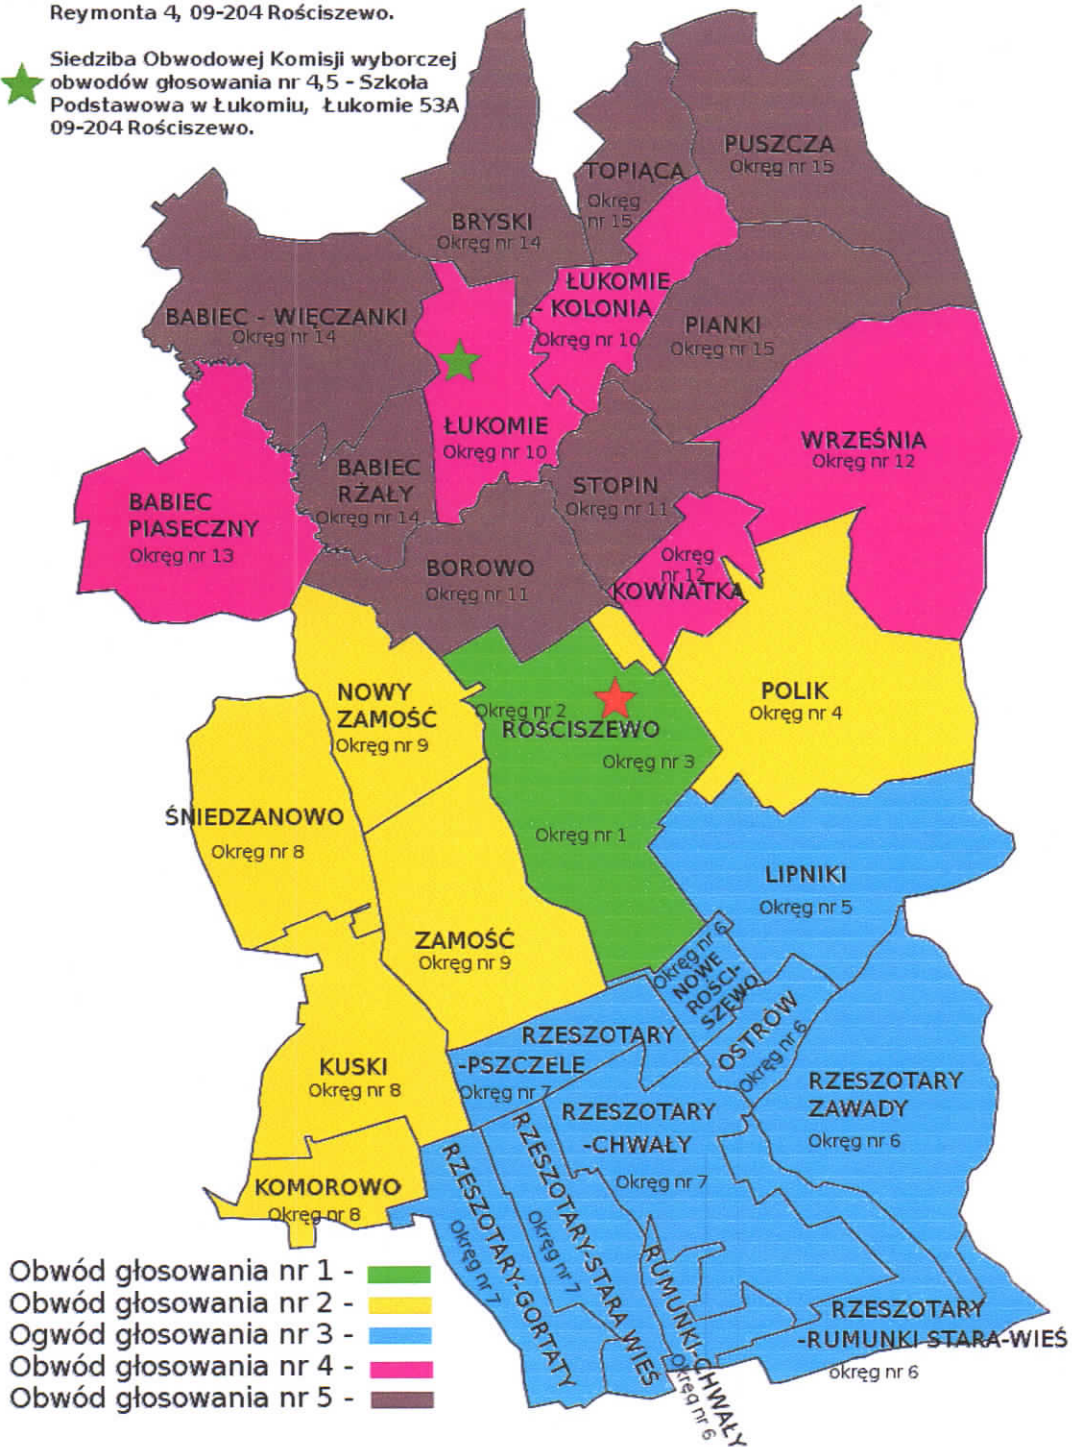 Reymonta 4, 09-204 Rościszewo.
Siedziba Obwodowej Komisji wyborczej
obwodów głosowania nr 4,5 - Szkoła
Podstawowa w Łukomiu, Łukomie 53A
09-204 Rościszewo.
PUSZCZA
Okręg nr 15
TOPIĄCA
Okręg
nr 15
BRYSKI
Okręg nr 14
ŁUKOMIE
- KOLONIA
Okręg nr 10
BABIEC - WIĘCZANKI
Okręg nr 14
PIANKI
Okręg nr 15
ŁUKOMIE
Okręg nr 10
WRZEŚNIA
Okręg nr 12
BABIEC
RŻAŁY
Okręg nr 14
STOPIN
Okręg nr 11
BABIEC
PIASECZNY
Okręg nr 13
BOROWO
Okręg nr 11
Okręg
nr 12
KOWNATKA
NOWY
ZAMOŚĆ
Okręg nr 9
Okręg nr 2
ROŚCISZEWO
Okręg nr 3
POLIK
Okręg nr 4
ŚNIEDZANOWO
Okręg nr 8
Okręg nr 1
LIPNIKI
Okręg nr 5
ZAMOŚĆ
Okręg nr 9
Okręg nr 6
NOWE
ROŚCI-
SZEWO
OSTRÓW
Okręg nr 6
RZESZOTARY
-PSZCZELE
Okręg nr 7
KUSKI
Okręg nr 8
RZESZOTARY
-CHWAŁY
Okręg nr 7
RZESZOTARY
ZAWADY
Okręg nr 6
KOMOROWO
Okręg nr 8
RZESZOTARY-GORTATY
Okręg nr 7
RZESZOTARY-STARA WIEŚ
Okręg nr 7
RUMUNKI-CHWAŁY
Okręg nr 6
RZESZOTARY
-RUMUNKI STARA-WIEŚ
okręg nr 6
Obwód głosowania nr 1 -
Obwód głosowania nr 2 -
Ogwód głosowania nr 3 -
Obwód głosowania nr 4 -
Obwód głosowania nr 5 -